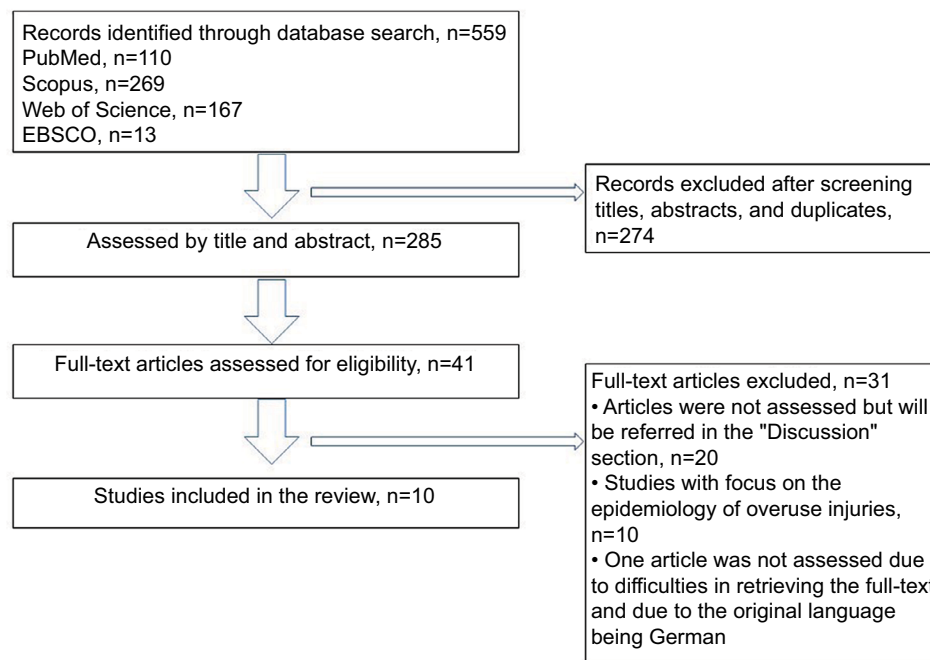 Records identified through database search, n=559
PubMed, n=110
Scopus, n=269
Web of Science, n=167
EBSCO, n=13
Records excluded after screening
titles, abstracts, and duplicates,
n=274
Assessed by title and abstract, n=285
Full-text articles assessed for eligibility, n=41
Full-text articles excluded, n=31
• Articles were not assessed but will
be referred in the "Discussion"
section, n=20
• Studies with focus on the
epidemiology of overuse injuries,
n=10
• One article was not assessed due
to difficulties in retrieving the full-text
and due to the original language
being German
Studies included in the review, n=10